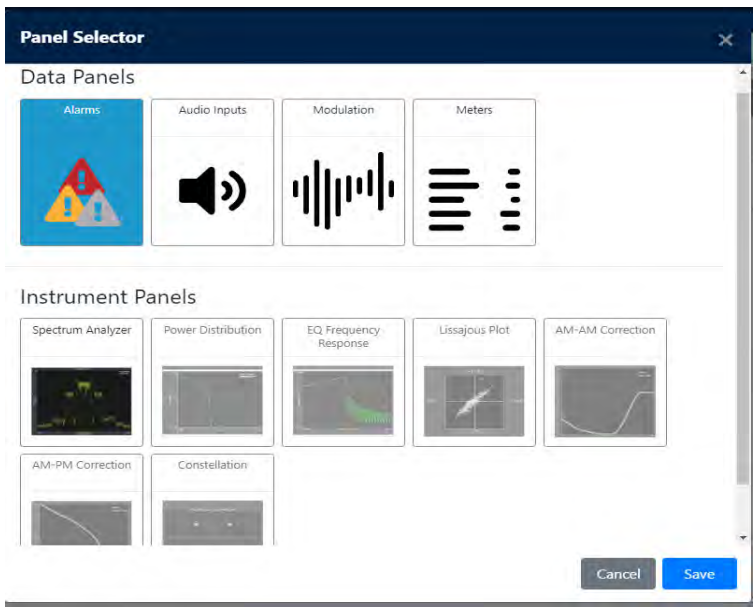 Panel Selector
Data Panels
Alarms
Audio Inputs
Modulation
Meters
Instrument Panels
Spectrum Analyzer
Power Distribution
EQ Frequency
Response
Lissajous Plot
AM-AM Correction
AM-PM Correction
Constellation
Cancel
Save